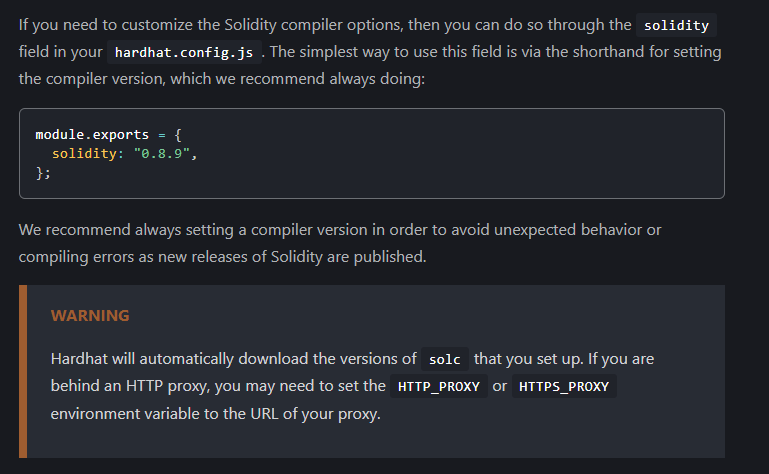 If you need to customize the Solidity compiler options, then you can do so through the solidity
field in your hardhat.config.js . The simplest way to use this field is via the shorthand for setting
the compiler version, which we recommend always doing:
module.exports = {
  solidity: "0.8.9",
};
We recommend always setting a compiler version in order to avoid unexpected behavior or
compiling errors as new releases of Solidity are published.
WARNING
Hardhat will automatically download the versions of solc that you set up. If you are
behind an HTTP proxy, you may need to set the HTTP_PROXY or HTTPS_PROXY
environment variable to the URL of your proxy.